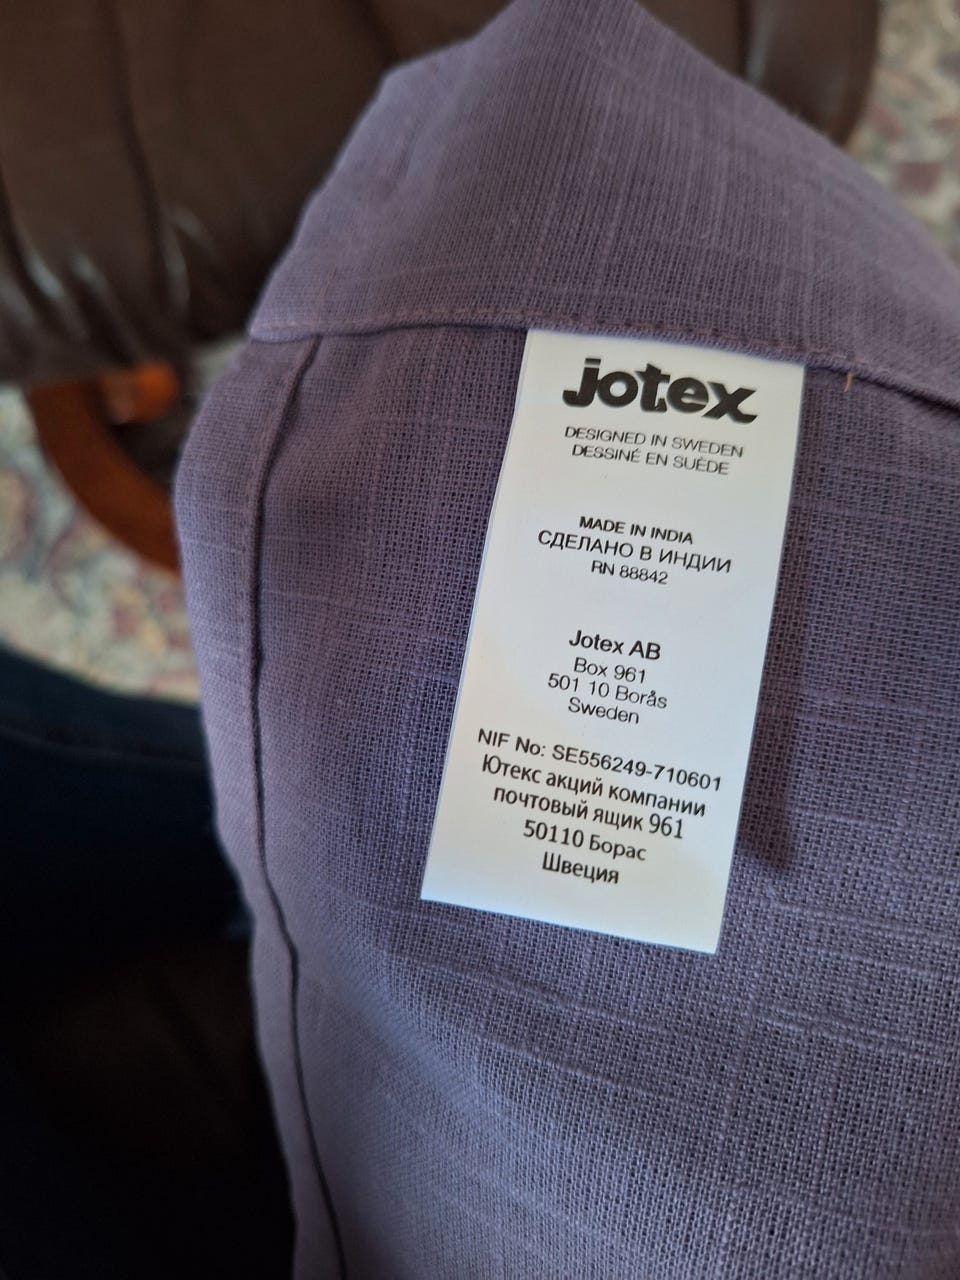 jotex
DESIGNED IN SWEDEN
DESSINÉ EN SUÈDE
MADE IN INDIA
СДЕЛАНО В ИНДИИ
RN 88842
Jotex AB
Box 961
501 10 Borås
Sweden
NIF No: SE556249-710601
Ютекс акций компании
почтовый ящик 961
50110 Борас
Швеция